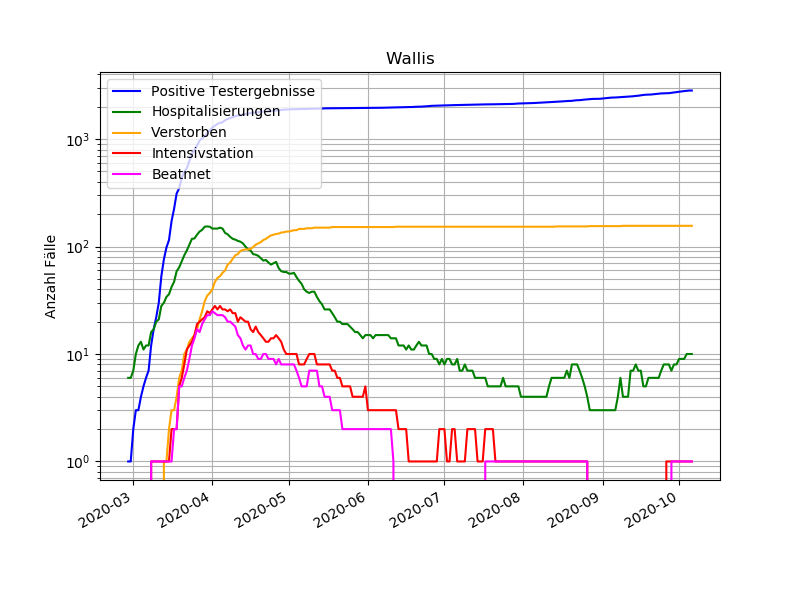 Wallis
Positive Testergebnisse
Hospitalisierungen
Verstorben
Intensivstation
Beatmet
Anzahl Fälle
10³
10²
10¹
10⁰
2020-03
2020-04
2020-05
2020-06
2020-07
2020-08
2020-09
2020-10